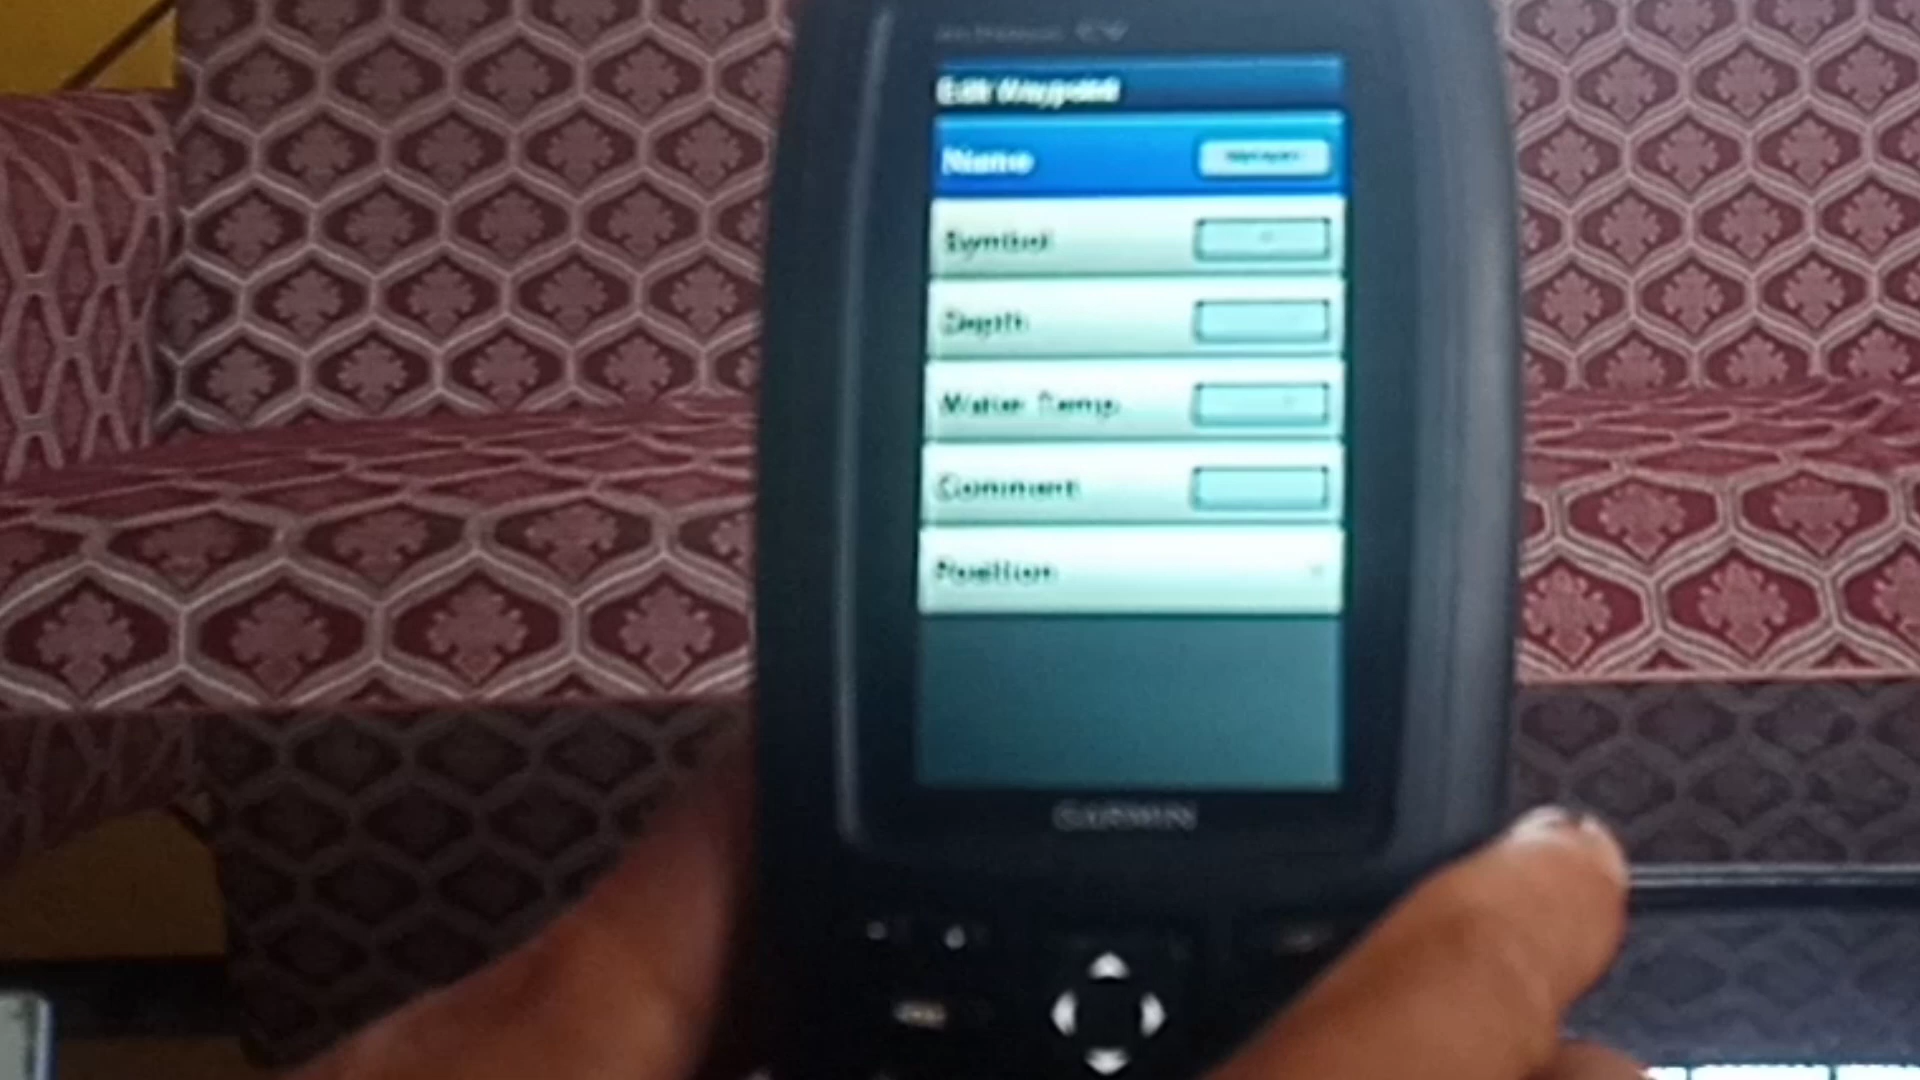 Edit Waypoint
Name
Symbol
Depth
Water Temp.
Comment
Position
GARMIN